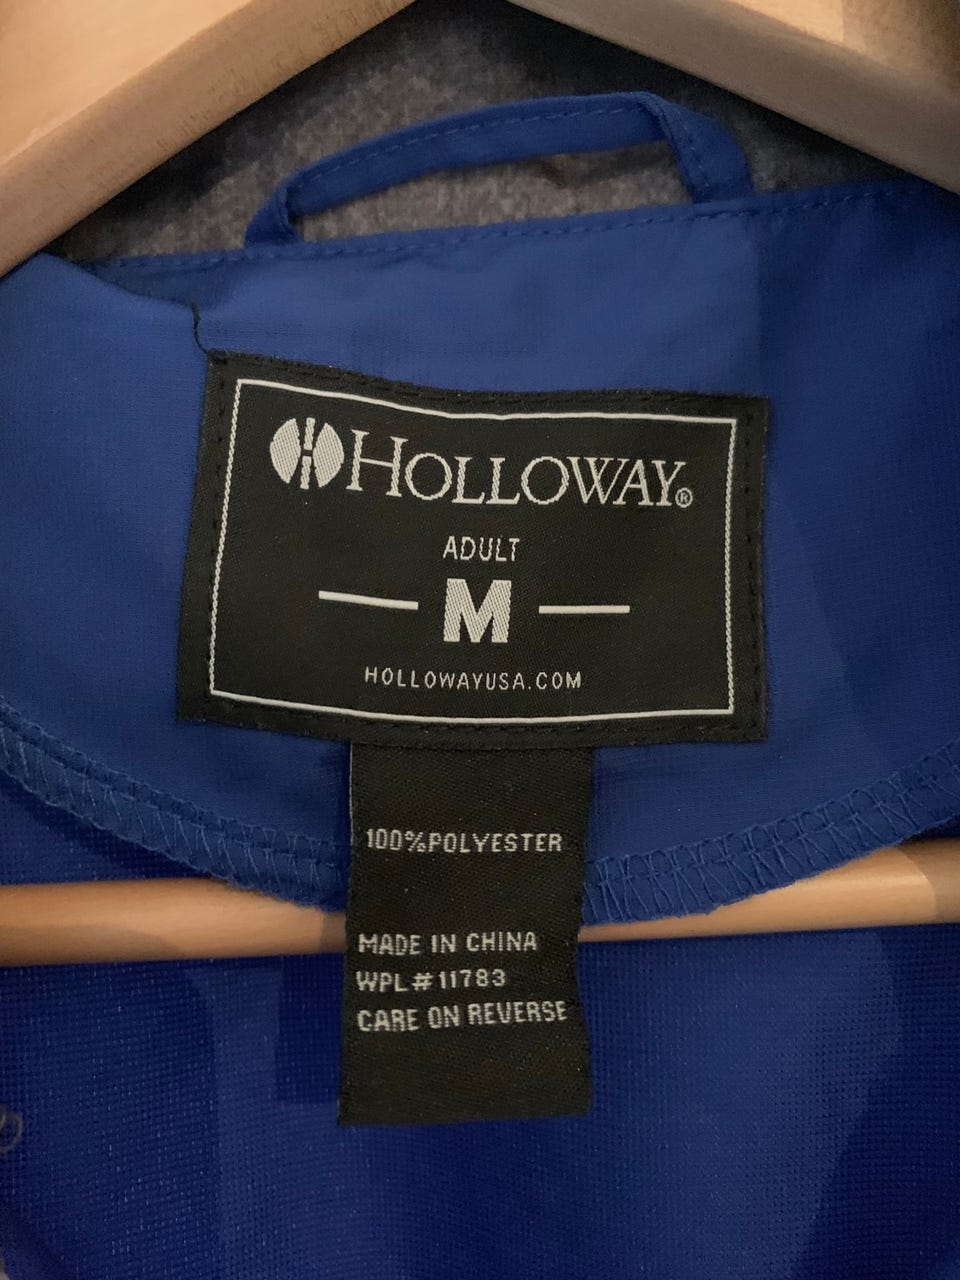 HOLLOWAY®
ADULT
M
HOLLOWAYUSA.COM
100%POLYESTER
MADE IN CHINA
WPL#11783
CARE ON REVERSE